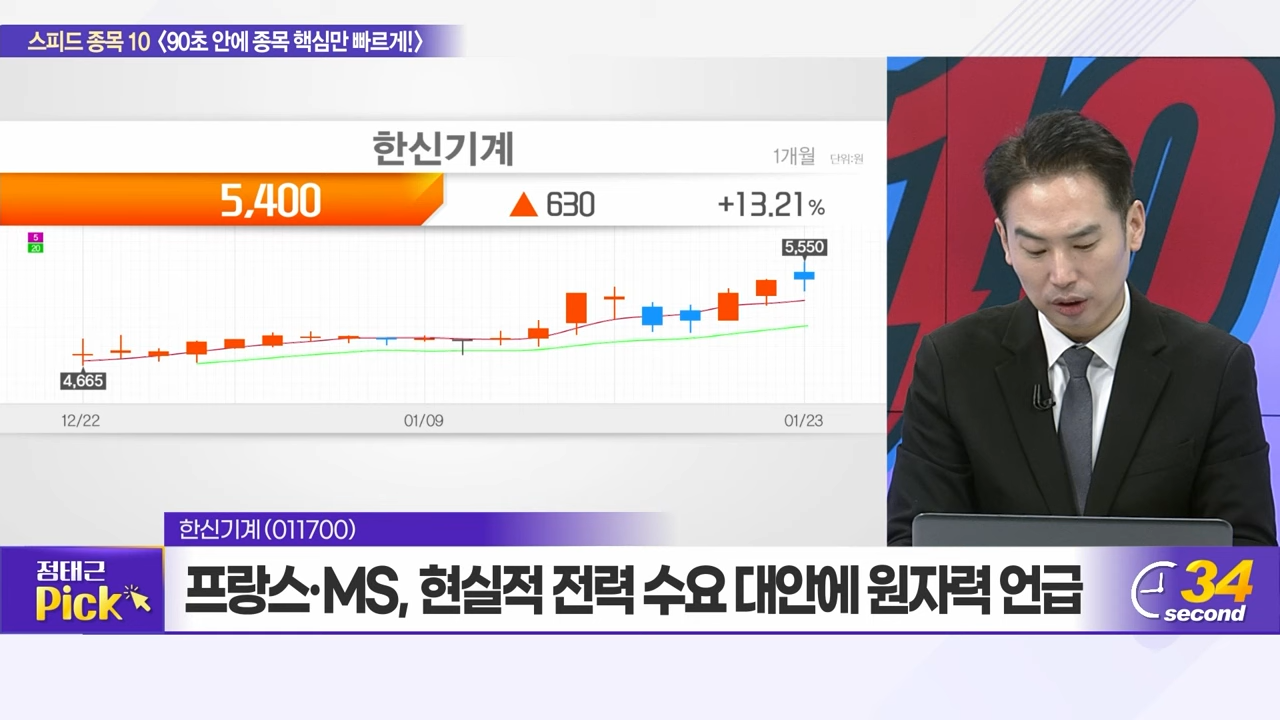 스피드 종목 10 〈90초 안에 종목 핵심만 빠르게!〉
한신기계
1개월 단위:원
5,400 ▲ 630 +13.21%
5
20
5,550
4,665
12/22 01/09 01/23
한신기계(011700)
정태근
Pick
프랑스·MS, 현실적 전력 수요 대안에 원자력 언급
34
second
10